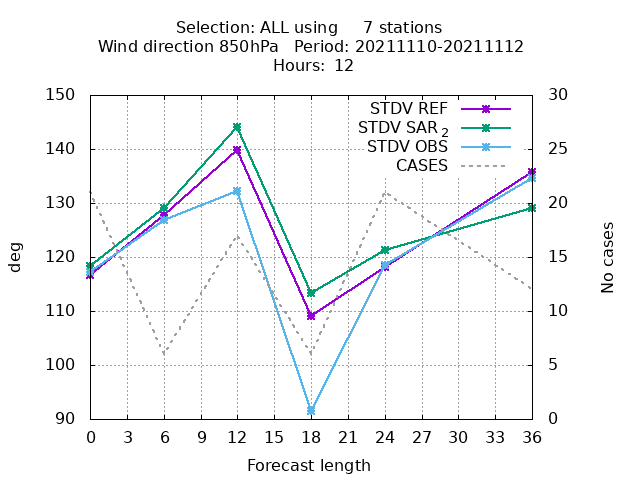 Selection: ALL using 7 stations
Wind direction 850hPa Period: 20211110-20211112
Hours: 12
150
140
130
120
110
100
90
30
25
20
15
10
5
0
STDV REF
STDV SAR 2
STDV OBS
CASES
deg
No cases
0 3 6 9 12 15 18 21 24 27 30 33 36
Forecast length